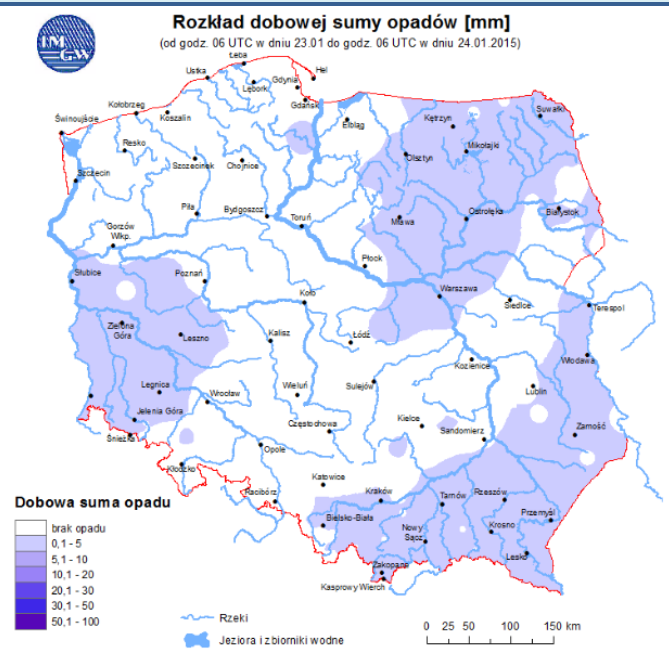 IM
GW
Rozkład dobowej sumy opadów [mm]
(od godz. 06 UTC w dniu 23.01 do godz. 06 UTC w dniu 24.01.2015)
Łeba
Ustka
Hel
Lębork
Gdynia
Gdańsk
Kołobrzeg
Koszalin
Świnoujście
Elbląg
Kętrzyn
Suwałki
Resko
Szczecinek
Chojnice
Olsztyn
Mikołajki
Szczecin
Piła
Bydgoszcz
Toruń
Mława
Ostrołęka
Białystok
Gorzów
Wlkp.
Płock
Słubice
Poznań
Koło
Warszawa
Siedlce
Terespol
Zielona
Góra
Leszno
Kalisz
Łódź
Kozienice
Włodawa
Legnica
Wrocław
Wieluń
Sulejów
Lublin
Jelenia Góra
Śnieżka
Częstochowa
Kielce
Sandomierz
Zamość
Kłodzko
Opole
Racibórz
Katowice
Kraków
Tarnów
Rzeszów
Przemyśl
Bielsko-Biała
Nowy
Sącz
Krosno
Lesko
Zakopane
Kasprowy Wierch
Dobowa suma opadu
brak opadu
0,1 - 5
5,1 - 10
10,1 - 20
20,1 - 30
30,1 - 50
50,1 - 100
Rzeki
Jeziora i zbiorniki wodne
0 25 50 100 150 km